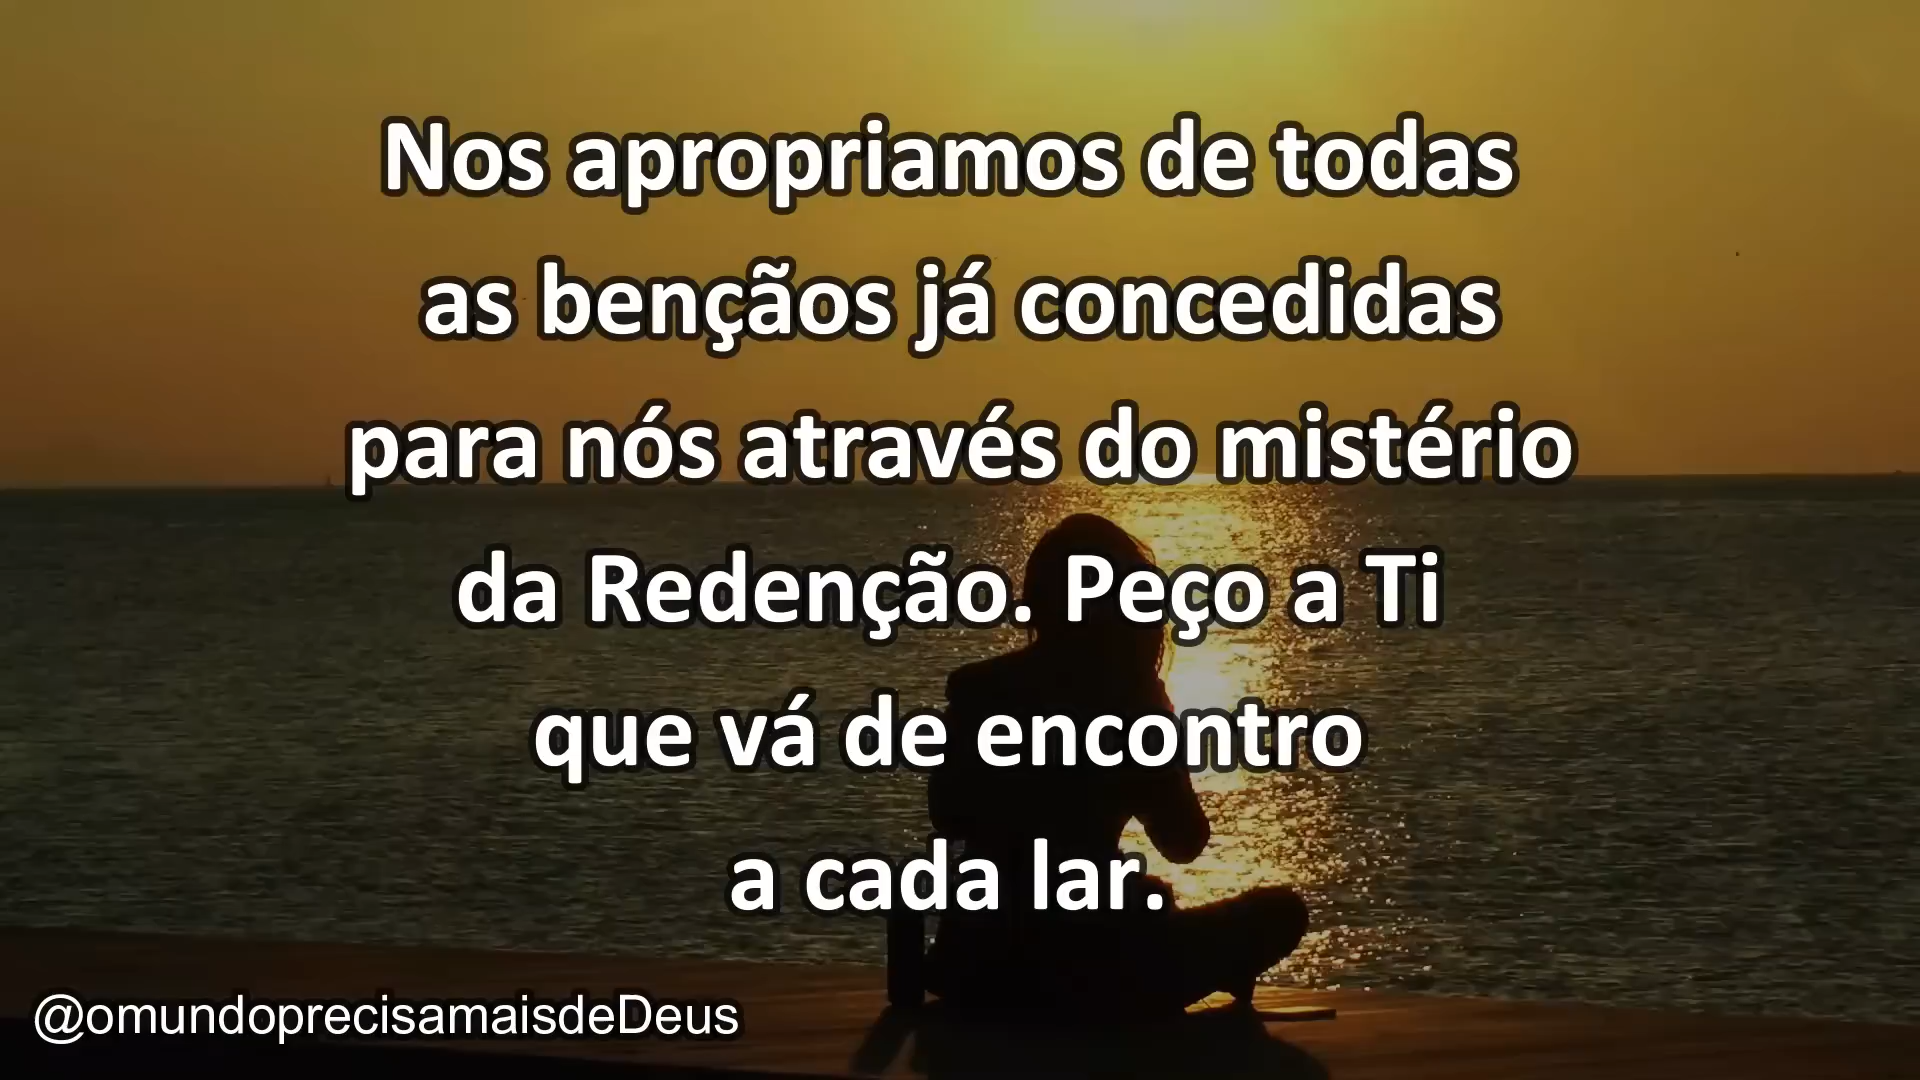 Nos apropriamos de todas
as bençãos já concedidas
para nós através do mistério
da Redenção. Peço a Ti
que vá de encontro
a cada lar.
@omundoprecisamaisdeDeus